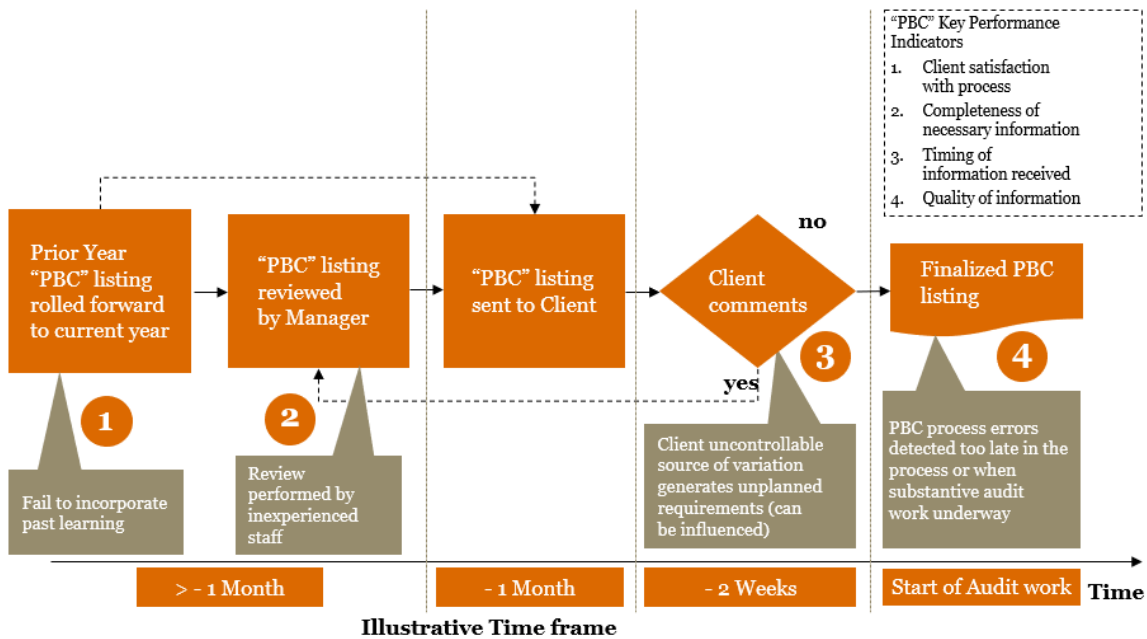 "PBC" Key Performance
Indicators
1. Client satisfaction
with process
2. Completeness of
necessary information
3. Timing of
information received
4. Quality of information
Prior Year
"PBC" listing
rolled forward
to current year
"PBC" listing
reviewed
by Manager
"PBC" listing
sent to Client
Client
comments
no
yes
Finalized PBC
listing
1
2
3
4
Fail to incorporate
past learning
Review
performed by
inexperienced
staff
Client uncontrollable
source of variation
generates unplanned
requirements (can
be influenced)
PBC process errors
detected too late in the
process or when
substantive audit
work underway
> - 1 Month
- 1 Month
- 2 Weeks
Start of Audit work
Time
Illustrative Time frame